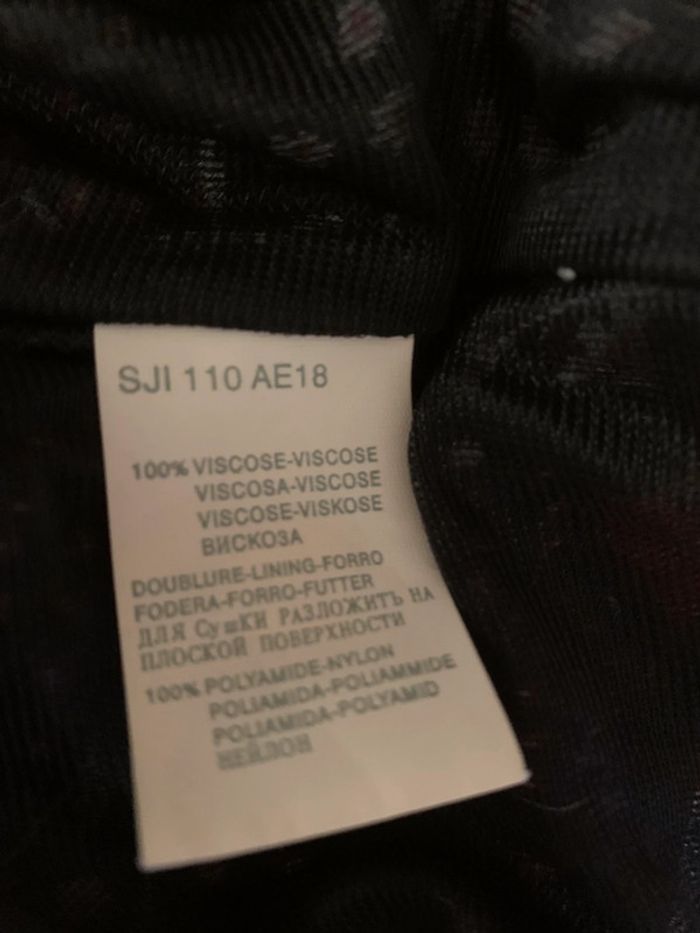 SJI 110 AE18
100% VISCOSE-VISCOSE
VISCOSA-VISCOSE
VISCOSE-VISKOSE
ВИСКОЗА
DOUBLURE-LINING-FORRO
FODERA-FORRO-FUTTER
ДЛЯ СушКИ РАЗЛОЖИТЪ НА
ПЛОСКОЙ ПОВЕРХНОСТИ
100% POLYAMIDE-NYLON
POLIAMIDA-POLIAMMIDE
POLIAMIDA-POLYAMID
НЕЙЛОН